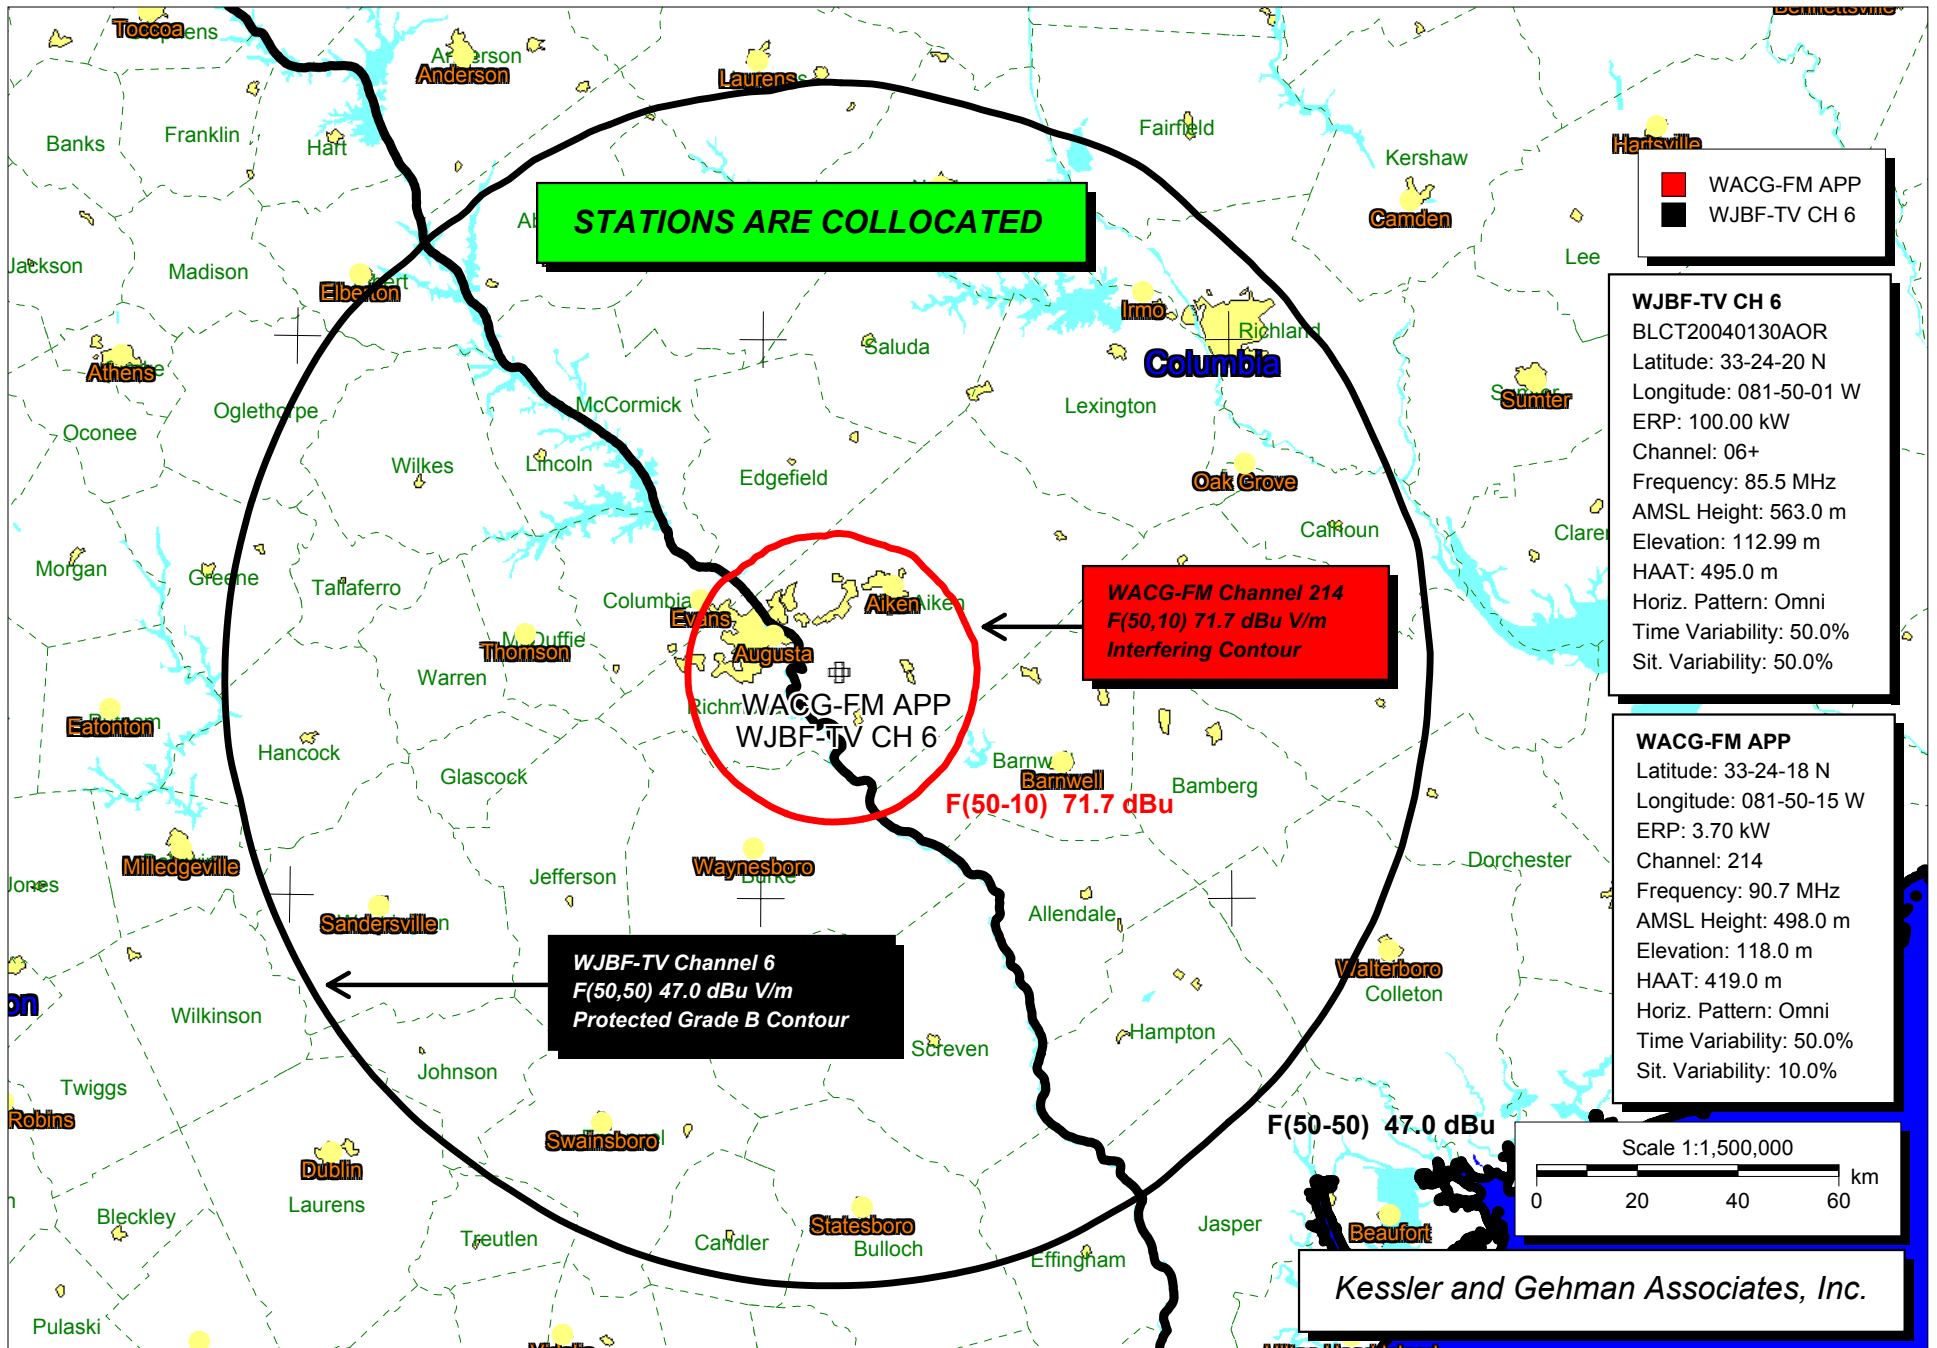 Toccoa
Stephens
Anderson
Anderson
Laurens
Bennettsville
Banks
Franklin
Hart
Fairfield
Kershaw
Hartsville
Camden
Lee
STATIONS ARE COLLOCATED
WACG-FM APP
WJBF-TV CH 6
Jackson
Madison
Elberton
Irmo
Richland
Columbia
Saluda
Athens
Oglethorpe
Oconee
McCormick
Lexington
Sumter
Sumter
Wilkes
Lincoln
Edgefield
Oak Grove
Calhoun
Morgan
Greene
Taliaferro
Columbia
Evans
Aiken
Aiken
McDuffie
Thomson
Augusta
Warren
WACG-FM Channel 214
F(50,10) 71.7 dBu V/m
Interfering Contour
WJBF-TV CH 6
BLCT20040130AOR
Latitude: 33-24-20 N
Longitude: 081-50-01 W
ERP: 100.00 kW
Channel: 06+
Frequency: 85.5 MHz
AMSL Height: 563.0 m
Elevation: 112.99 m
HAAT: 495.0 m
Horiz. Pattern: Omni
Time Variability: 50.0%
Sit. Variability: 50.0%
WACG-FM APP
WJBF-TV CH 6
Putnam
Eatonton
Hancock
Glascock
Barnwell
Bamberg
F(50-10) 71.7 dBu
WACG-FM APP
Latitude: 33-24-18 N
Longitude: 081-50-15 W
ERP: 3.70 kW
Channel: 214
Frequency: 90.7 MHz
AMSL Height: 498.0 m
Elevation: 118.0 m
HAAT: 419.0 m
Horiz. Pattern: Omni
Time Variability: 50.0%
Sit. Variability: 10.0%
Milledgeville
Jones
Jefferson
Waynesboro
Burke
Allendale
Dorchester
Sandersville
WJBF-TV Channel 6
F(50,50) 47.0 dBu V/m
Protected Grade B Contour
Walterboro
Colleton
Wilkinson
Screven
Hampton
Twiggs
Johnson
Robins
Swainsboro
F(50-50) 47.0 dBu
Scale 1:1,500,000
0 20 40 60 km
Dublin
Laurens
Bleckley
Treutlen
Candler
Statesboro
Bulloch
Effingham
Jasper
Beaufort
Kessler and Gehman Associates, Inc.
Pulaski